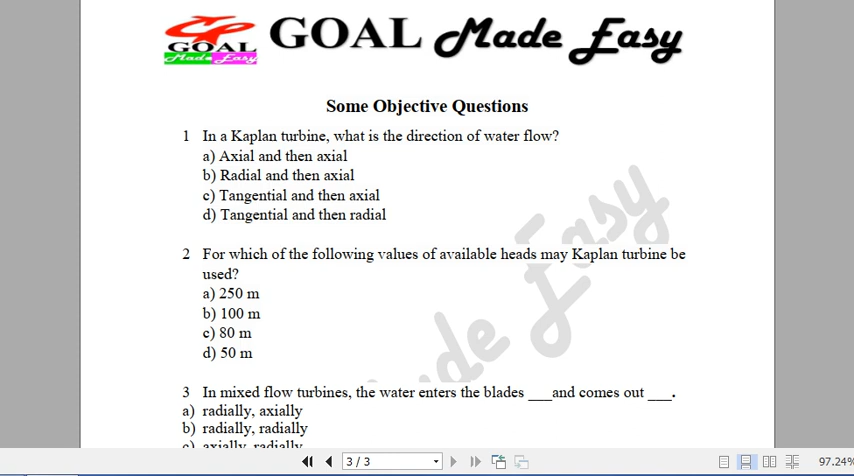 GOAL Made Easy
GOAL Made Easy
Some Objective Questions
1 In a Kaplan turbine, what is the direction of water flow?
a) Axial and then axial
b) Radial and then axial
c) Tangential and then axial
d) Tangential and then radial
2 For which of the following values of available heads may Kaplan turbine be
used?
a) 250 m
b) 100 m
c) 80 m
d) 50 m
3 In mixed flow turbines, the water enters the blades ___and comes out ___.
a) radially, axially
b) radially, radially
c) axially, radially
3 / 3
97.24%